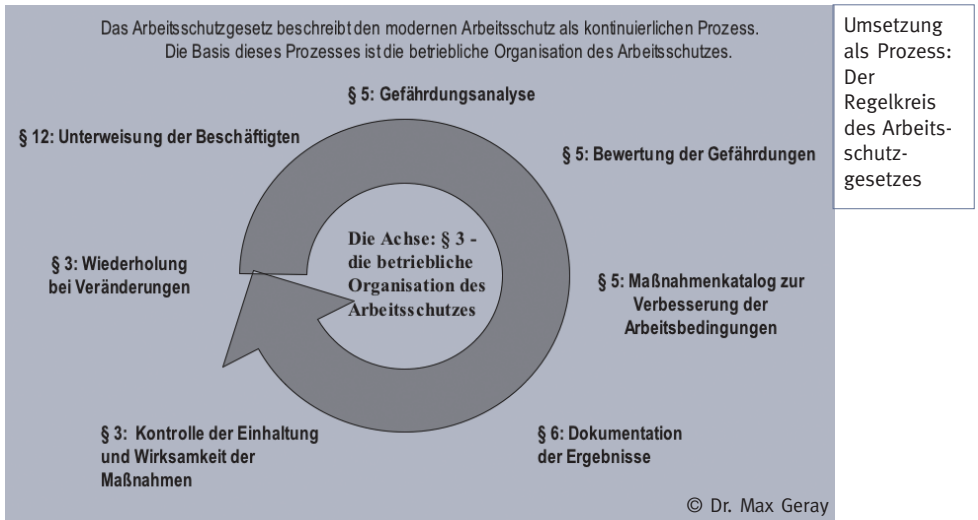 Das Arbeitsschutzgesetz beschreibt den modernen Arbeitsschutz als kontinuierlichen Prozess.
Die Basis dieses Prozesses ist die betriebliche Organisation des Arbeitsschutzes.
§ 5: Gefährdungsanalyse
§ 12: Unterweisung der Beschäftigten
§ 5: Bewertung der Gefährdungen
Die Achse: § 3 -
die betriebliche
Organisation des
Arbeitsschutzes
§ 3: Wiederholung
bei Veränderungen
§ 5: Maßnahmenkatalog zur
Verbesserung der
Arbeitsbedingungen
§ 3: Kontrolle der Einhaltung
und Wirksamkeit der
Maßnahmen
§ 6: Dokumentation
der Ergebnisse
© Dr. Max Geray
Umsetzung
als Prozess:
Der
Regelkreis
des Arbeits-
schutz-
gesetzes